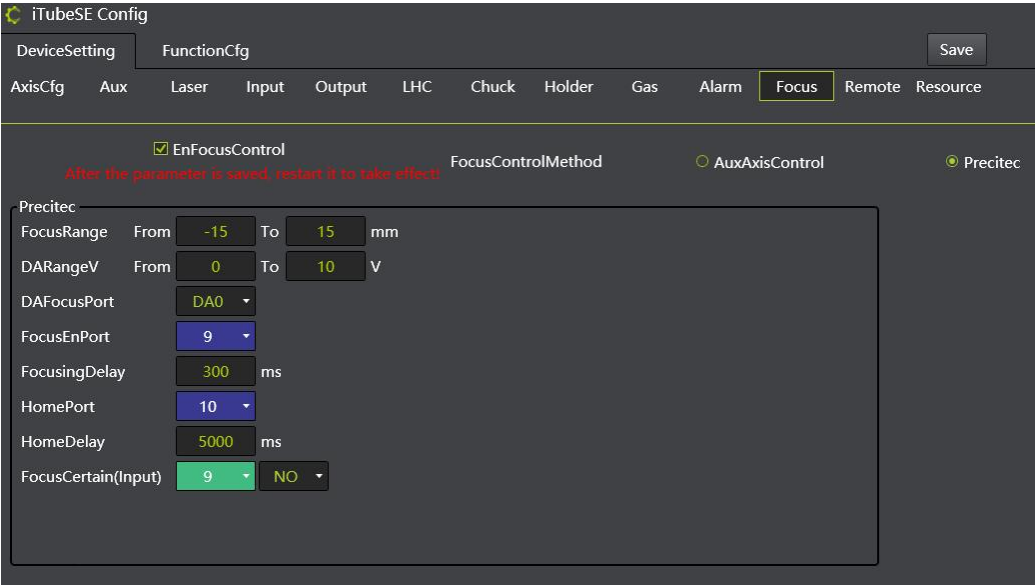 iTubeSE Config
DeviceSetting FunctionCfg Save
AxisCfg Aux Laser Input Output LHC Chuck Holder Gas Alarm Focus Remote Resource
EnFocusControl
After the parameter is saved, restart it to take effect!
FocusControlMethod AuxAxisControl Precitec
Precitec
FocusRange From -15 To 15 mm
DARangeV From 0 To 10 V
DAFocusPort DA0
FocusEnPort 9
FocusingDelay 300 ms
HomePort 10
HomeDelay 5000 ms
FocusCertain(Input) 9 NO